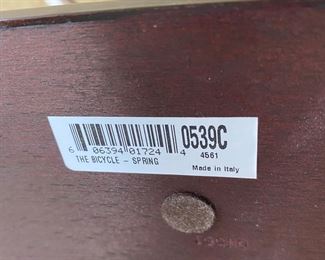 0539C
6 06394 01724 4 4561
THE BICYCLE – SPRING
Made in Italy